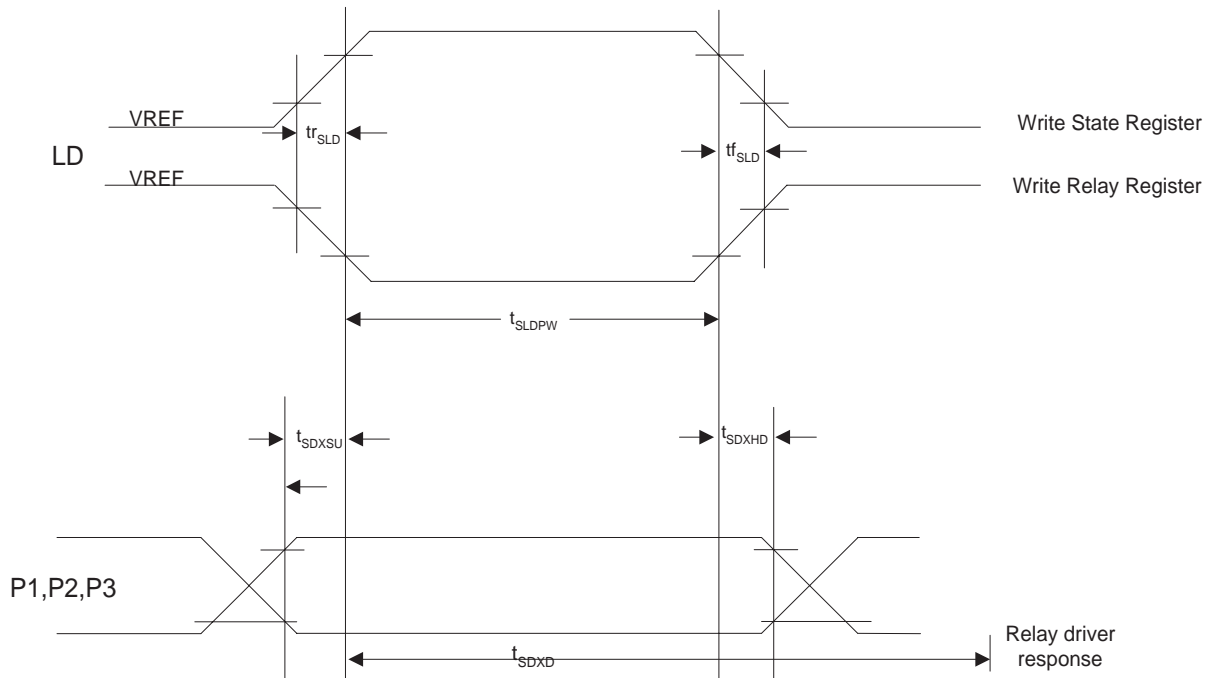 VREF
Write State Register
tr_SLD
LD
tf_SLD
VREF
Write Relay Register
t_SLDPW
t_SDXSU
t_SDXHD
P1,P2,P3
t_SDXD
Relay driver
response